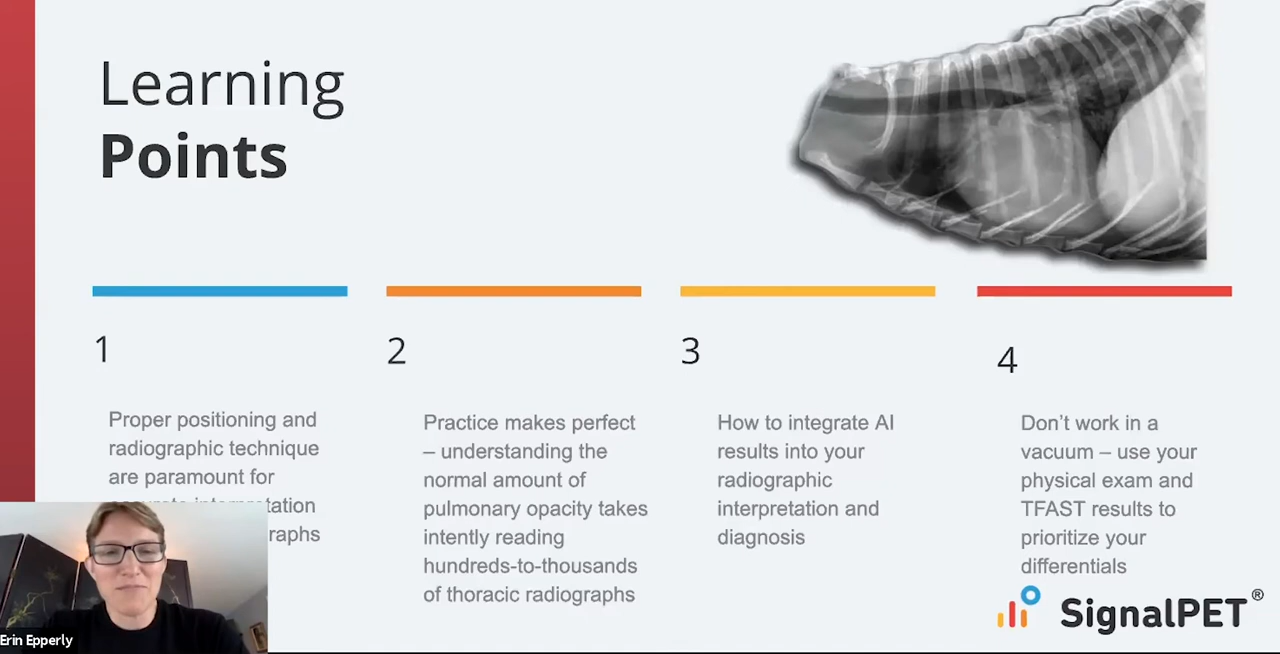 Learning
Points
1
Proper positioning and
radiographic technique
are paramount for
accurate interpretation
raphs
2
Practice makes perfect
– understanding the
normal amount of
pulmonary opacity takes
intently reading
hundreds-to-thousands
of thoracic radiographs
3
How to integrate AI
results into your
radiographic
interpretation and
diagnosis
4
Don’t work in a
vacuum – use your
physical exam and
TFAST results to
prioritize your
differentials
SignalPET®
Erin Epperly